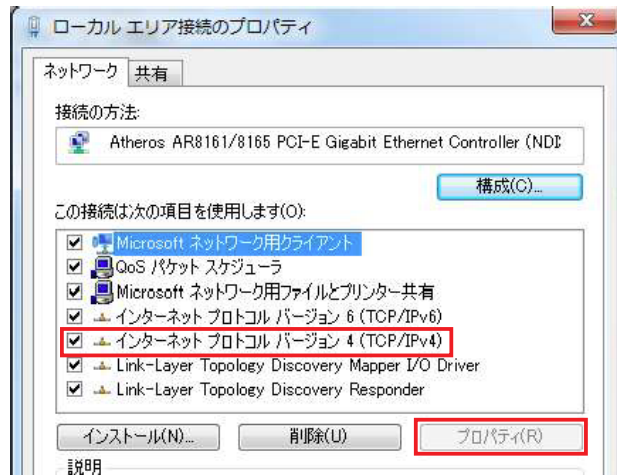 ローカル エリア接続のプロパティ
ネットワーク 共有
接続の方法:
Atheros AR8161/8165 PCI-E Gigabit Ethernet Controller (NDI
構成(C)...
この接続は次の項目を使用します(O):
Microsoft ネットワーク用クライアント
QoS パケット スケジューラ
Microsoft ネットワーク用ファイルとプリンター共有
インターネット プロトコル バージョン 6 (TCP/IPv6)
インターネット プロトコル バージョン 4 (TCP/IPv4)
Link-Layer Topology Discovery Mapper I/O Driver
Link-Layer Topology Discovery Responder
インストール(N)... 削除(U) プロパティ(R)
説明